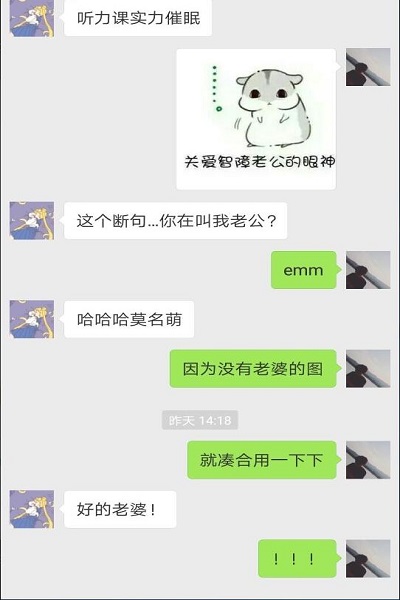 听力课实力催眠
关爱智障老公的眼神
这个断句...你在叫我老公？
emm
哈哈哈莫名萌
因为没有老婆的图
昨天 14:18
就凑合用一下下
好的老婆！
！！！